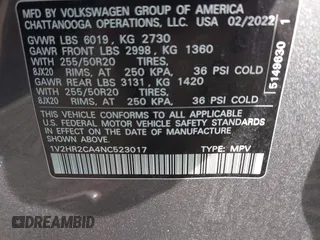 MFD BY VOLKSWAGEN GROUP OF AMERICA
CHATTANOOGA OPERATIONS, LLC. USA 02/2022
GVWR LBS 6019, KG 2730
GAWR FRONT LBS 2998, KG 1360
WITH 255/50R20 TIRES,
8JX20 RIMS, AT 250 KPA, 36 PSI COLD
GAWR REAR LBS 3131, KG 1420
WITH 255/50R20 TIRES,
8JX20 RIMS, AT 250 KPA, 36 PSI COLD
THIS VEHICLE CONFORMS TO ALL APPLICABLE
U.S. FEDERAL MOTOR VEHICLE SAFETY AND
THEFT PREVENTION STANDARDS IN EFFECT
ON THE DATE OF MANUFACTURE
SHOWN ABOVE.
1V2HR2CA4NC523017 TYPE: MPV
5149630 1